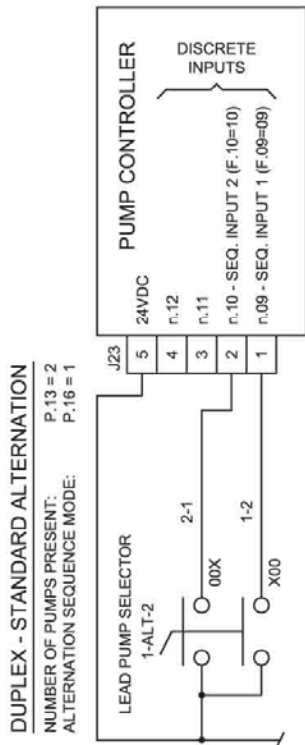 DUPLEX - STANDARD ALTERNATION
NUMBER OF PUMPS PRESENT: P.13 = 2
ALTERNATION SEQUENCE MODE: P.16 = 1
LEAD PUMP SELECTOR
1-ALT-2
00X
X00
2-1
1-2
J23
5
4
3
2
1
PUMP CONTROLLER
24VDC
n.12
n.11
n.10 - SEQ. INPUT 2 (F.10=10)
n.09 - SEQ. INPUT 1 (F.09=09)
DISCRETE
INPUTS